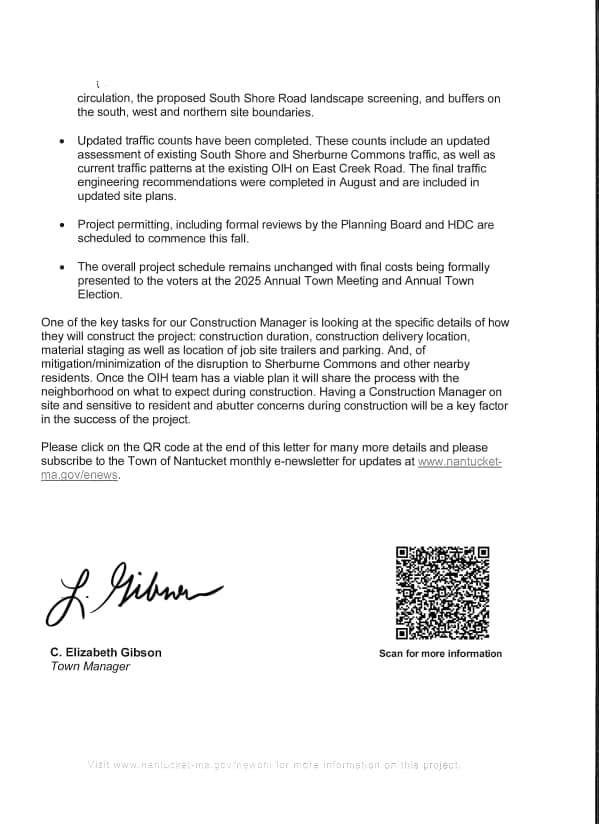 circulation, the proposed South Shore Road landscape screening, and buffers on
the south, west and northern site boundaries.
• Updated traffic counts have been completed. These counts include an updated
assessment of existing South Shore and Sherburne Commons traffic, as well as
current traffic patterns at the existing OIH on East Creek Road. The final traffic
engineering recommendations were completed in August and are included in
updated site plans.
• Project permitting, including formal reviews by the Planning Board and HDC are
scheduled to commence this fall.
• The overall project schedule remains unchanged with final costs being formally
presented to the voters at the 2025 Annual Town Meeting and Annual Town
Election.
One of the key tasks for our Construction Manager is looking at the specific details of how
they will construct the project: construction duration, construction delivery location,
material staging as well as location of job site trailers and parking. And, of
mitigation/minimization of the disruption to Sherburne Commons and other nearby
residents. Once the OIH team has a viable plan it will share the process with the
neighborhood on what to expect during construction. Having a Construction Manager on
site and sensitive to resident and abutter concerns during construction will be a key factor
in the success of the project.
Please click on the QR code at the end of this letter for many more details and please
subscribe to the Town of Nantucket monthly e-newsletter for updates at www.nantucket-
ma.gov/enews.
L. Gibson
C. Elizabeth Gibson
Town Manager
Scan for more information
Visit www.nantucket-ma.gov/newohi for more information on this project.